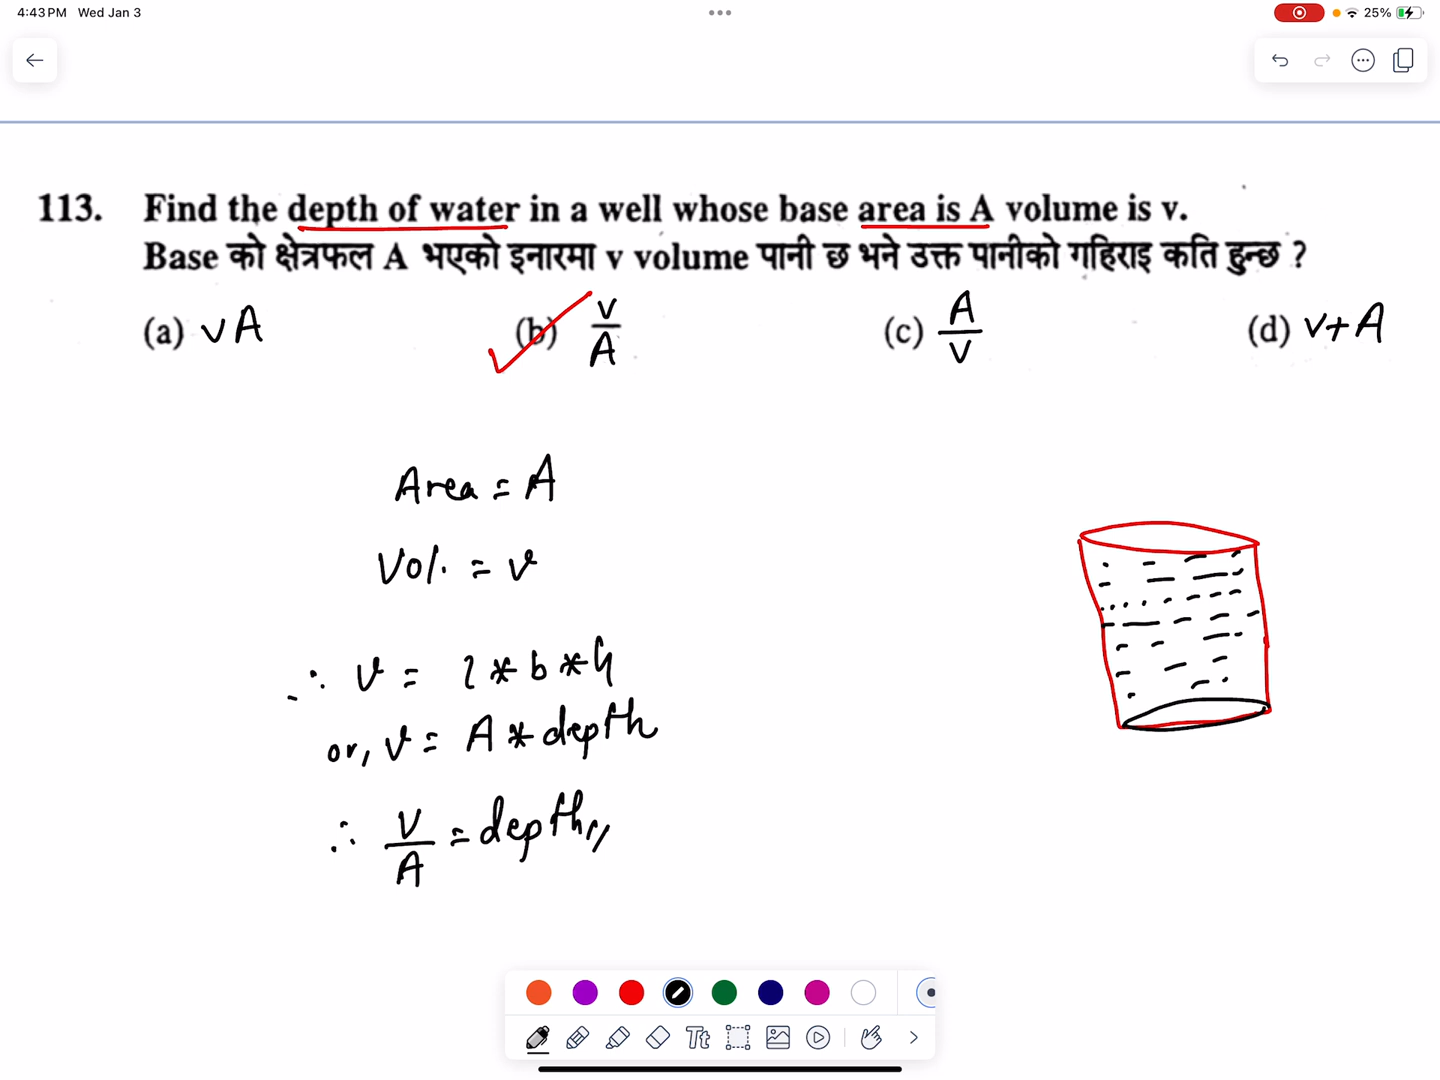 4:43 PM Wed Jan 3
25%
113. Find the depth of water in a well whose base area is A volume is v.
Base को क्षेत्रफल A भएको इनारमा v volume पानी छ भने उक्त पानीको गहिराइ कति हुन्छ ?
(a) vA (b) v/A (c) A/v (d) v+A
Area = A
Vol. = v
∴ v = l * b * h
or, v = A * depth
∴ v/A = depth //
Tt